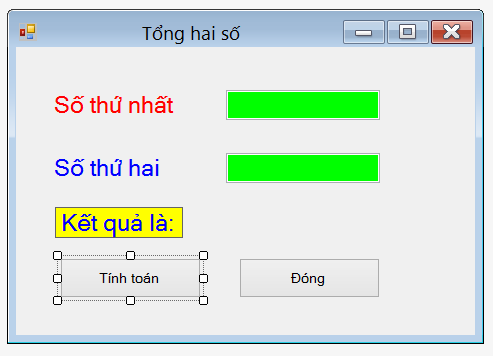 Tổng hai số
Số thứ nhất
Số thứ hai
Kết quả là:
Tính toán Đóng